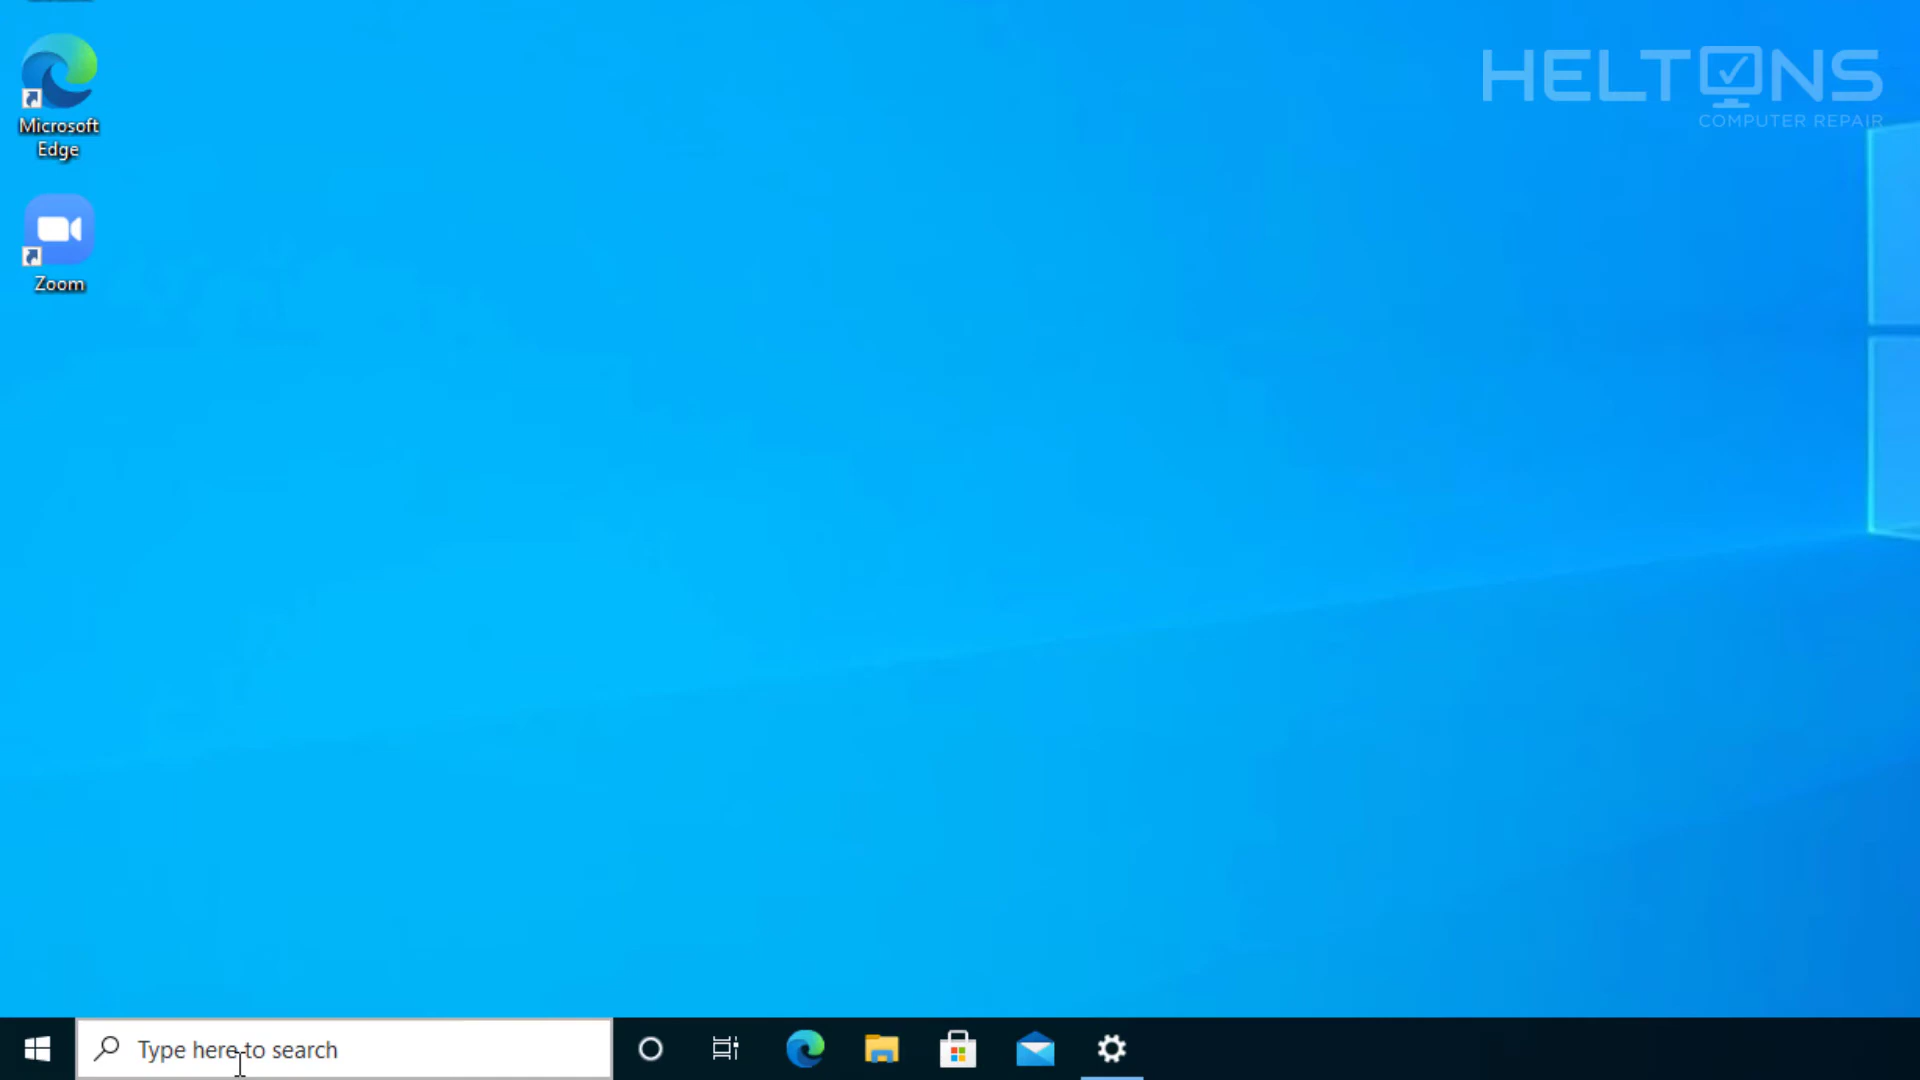 HELTONS
COMPUTER REPAIR
Microsoft
Edge
Zoom
Type here to search